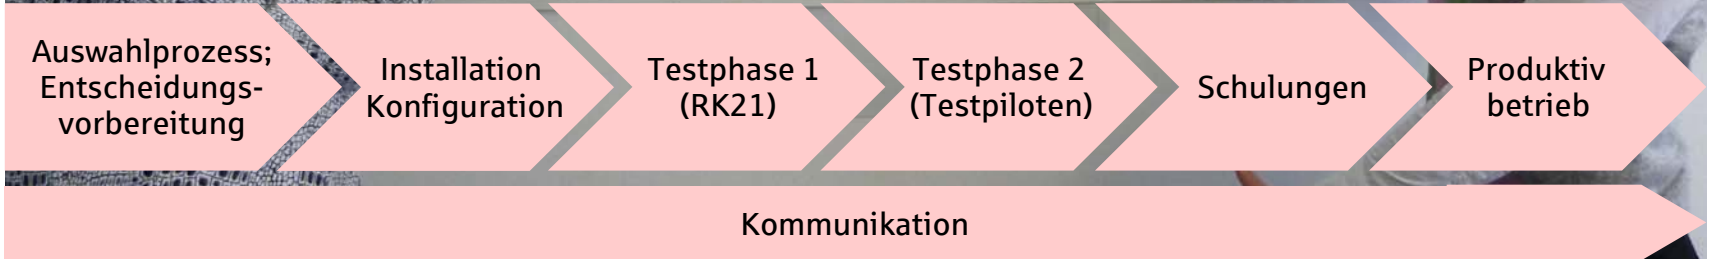 Auswahlprozess;
Entscheidungs-
vorbereitung
Installation
Konfiguration
Testphase 1
(RK21)
Testphase 2
(Testpiloten)
Schulungen
Produktiv
betrieb
Kommunikation